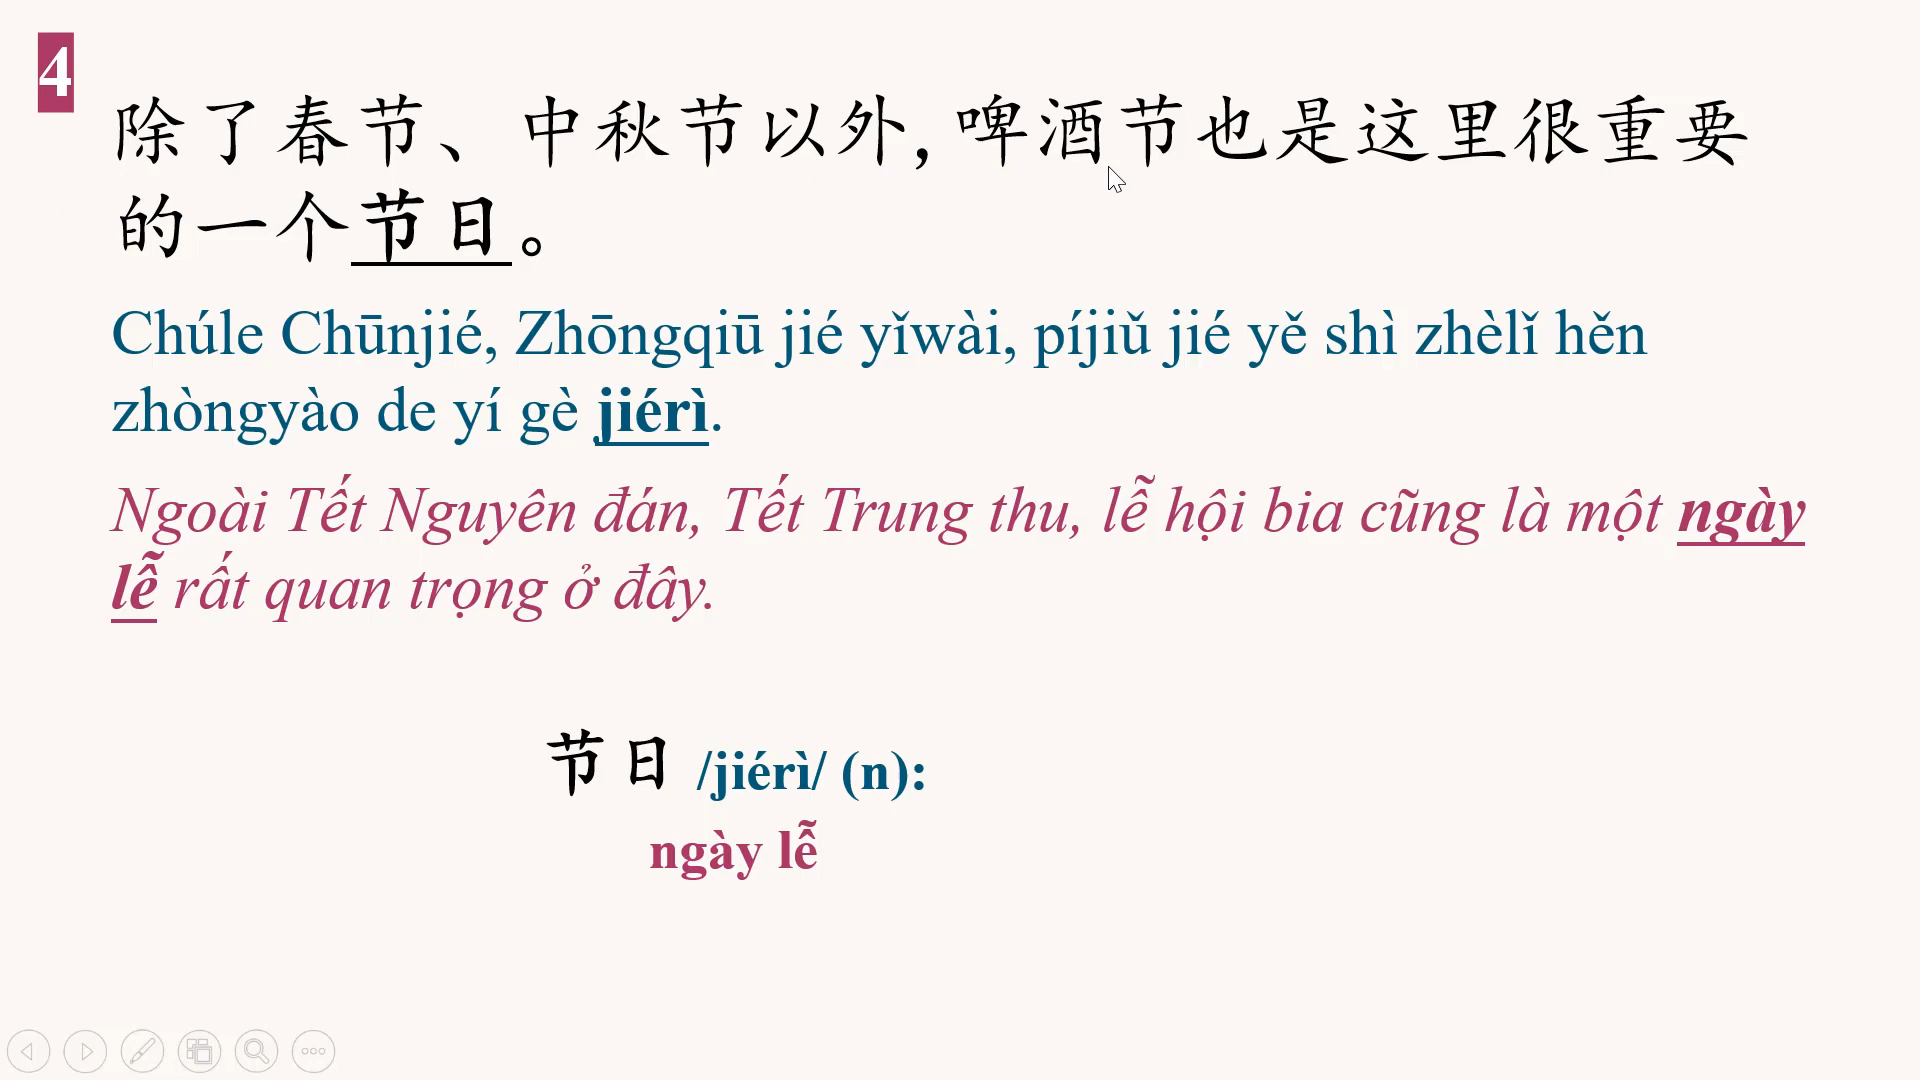 4
除了春节、中秋节以外,啤酒节也是这里很重要
的一个节日。
Chúle Chūnjié, Zhōngqiū jié yǐwài, píjiǔ jié yě shì zhèlǐ hěn
zhòngyào de yí gè jiérì.
Ngoài Tết Nguyên đán, Tết Trung thu, lễ hội bia cũng là một ngày
lễ rất quan trọng ở đây.
节日 /jiérì/ (n):
ngày lễ